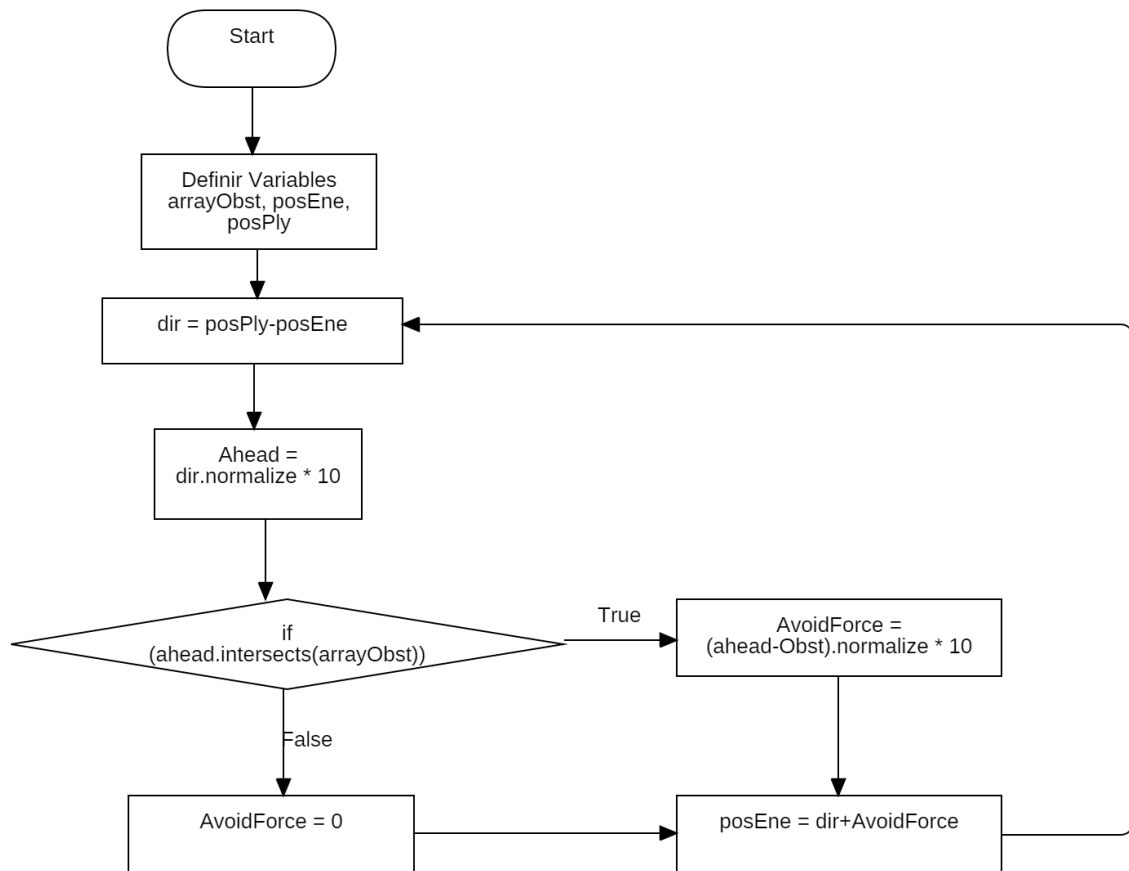 Start
Definir Variables
arrayObst, posEne,
posPly
dir = posPly-posEne
Ahead =
dir.normalize * 10
if
(ahead.intersects(arrayObst))
True
AvoidForce =
(ahead-Obst).normalize * 10
False
AvoidForce = 0
posEne = dir+AvoidForce